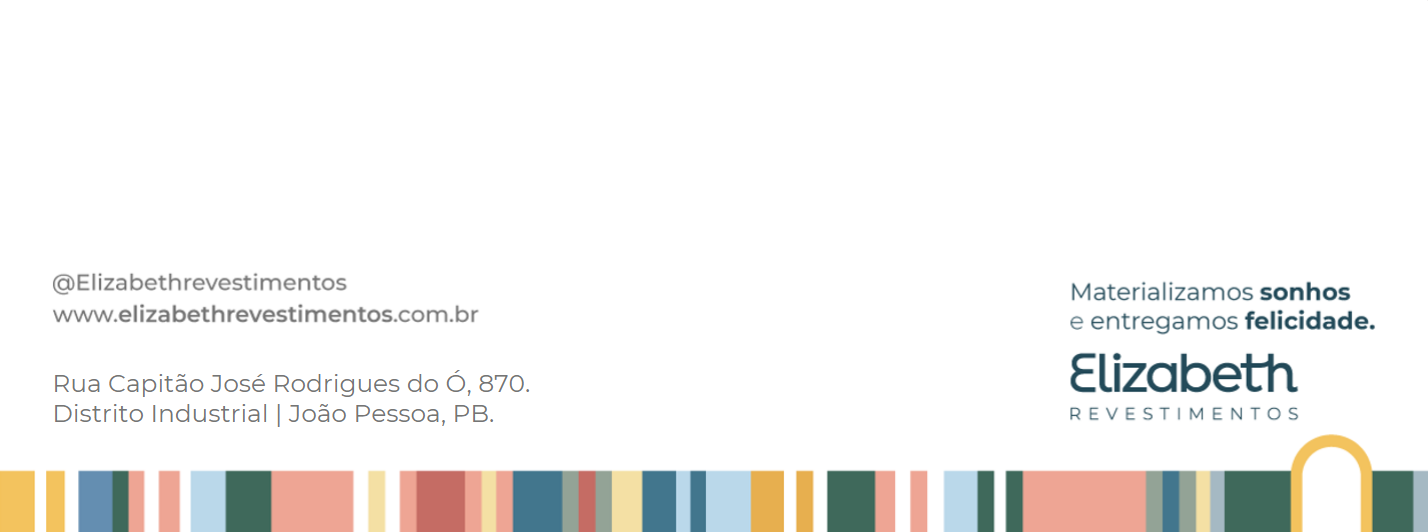 @Elizabethrevestimentos
www.elizabethrevestimentos.com.br
Rua Capitão José Rodrigues do Ó, 870.
Distrito Industrial | João Pessoa, PB.
Materializamos sonhos
e entregamos felicidade.
Elizabeth
REVESTIMENTOS